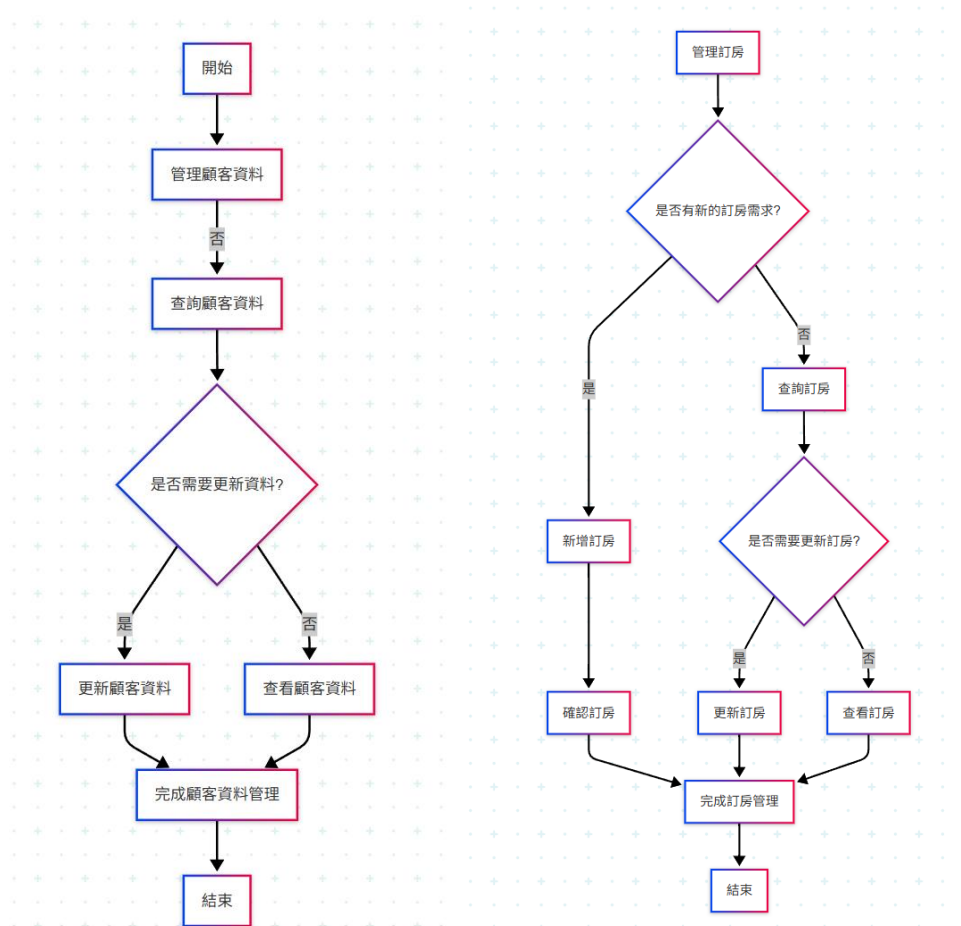 開始
管理顧客資料
否
查詢顧客資料
是否需要更新資料?
是
否
更新顧客資料
查看顧客資料
完成顧客資料管理
結束
管理訂房
是否有新的訂房需求?
是
否
查詢訂房
新增訂房
是否需要更新訂房?
是
否
確認訂房
更新訂房
查看訂房
完成訂房管理
結束